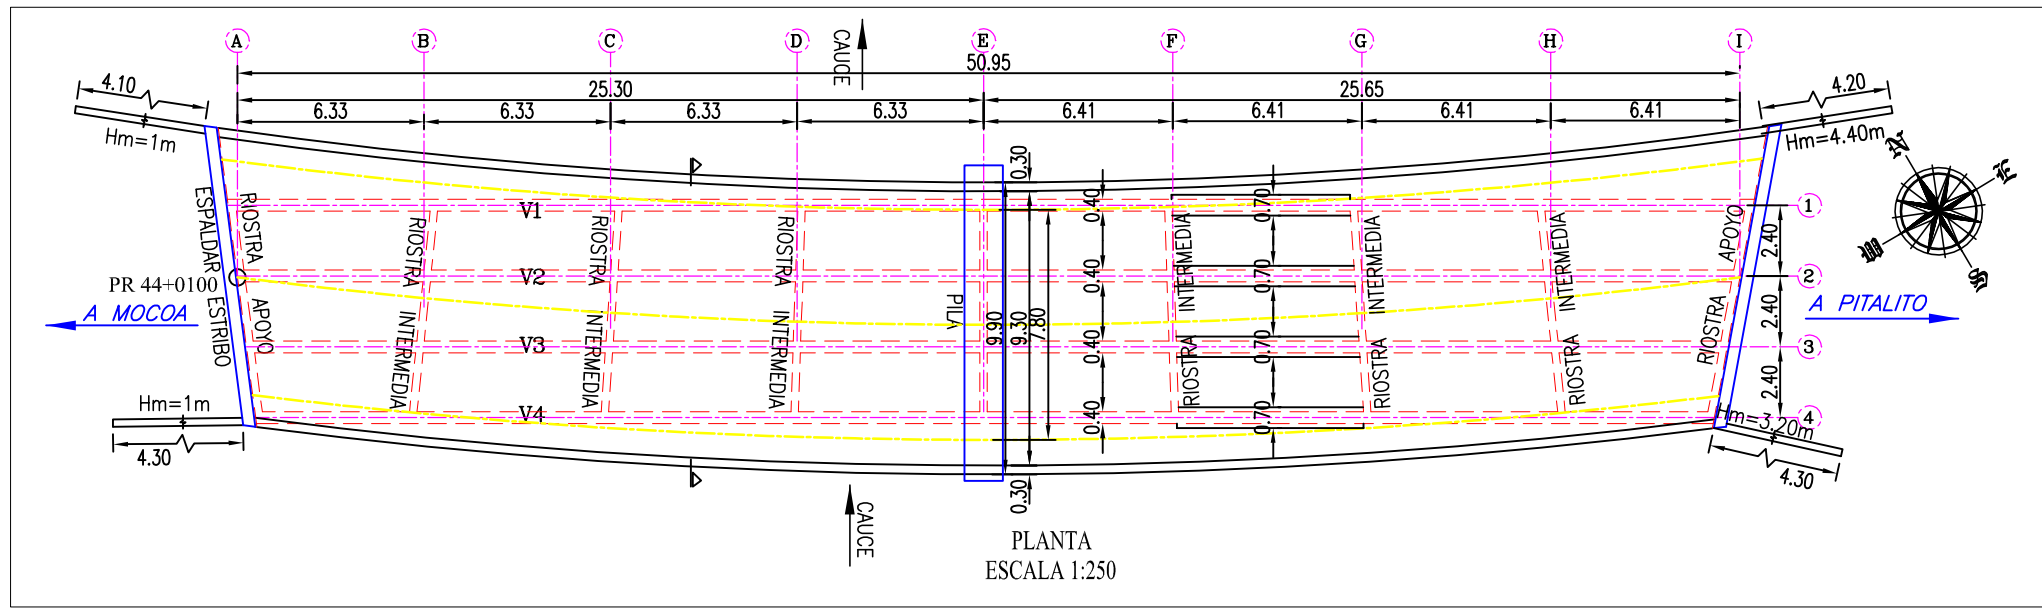 A B C D E F G H I
CAUCE
50.95
25.30 25.65
6.33 6.33 6.33 6.33 6.41 6.41 6.41 6.41
4.10
Hm=1m
4.20
Hm=4.40m
0.30
0.40
0.70
1
ESPALDAR ESTRIBO
RIOSTRA APOYO
V1
RIOSTRA INTERMEDIA
RIOSTRA INTERMEDIA
RIOSTRA INTERMEDIA
RIOSTRA INTERMEDIA
RIOSTRA INTERMEDIA
RIOSTRA INTERMEDIA
RIOSTRA APOYO
2.40
PR 44+0100
V2
0.40
0.70
2
A MOCOA
PILA
9.90
9.30
7.80
2.40
A PITALITO
V3
0.40
0.70
3
2.40
Hm=1m
V4
0.40
0.70
4
Hm=3.20m
4.30
4.30
0.30
CAUCE
PLANTA
ESCALA 1:250